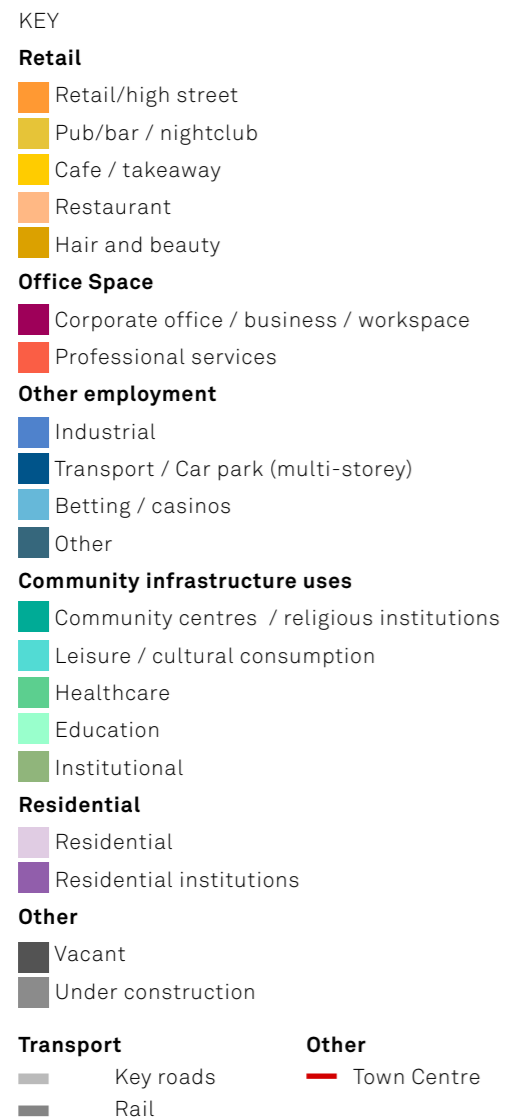 KEY
Retail
Retail/high street
Pub/bar / nightclub
Cafe / takeaway
Restaurant
Hair and beauty
Office Space
Corporate office / business / workspace
Professional services
Other employment
Industrial
Transport / Car park (multi-storey)
Betting / casinos
Other
Community infrastructure uses
Community centres / religious institutions
Leisure / cultural consumption
Healthcare
Education
Institutional
Residential
Residential
Residential institutions
Other
Vacant
Under construction
Transport
Key roads
Rail
Other
Town Centre